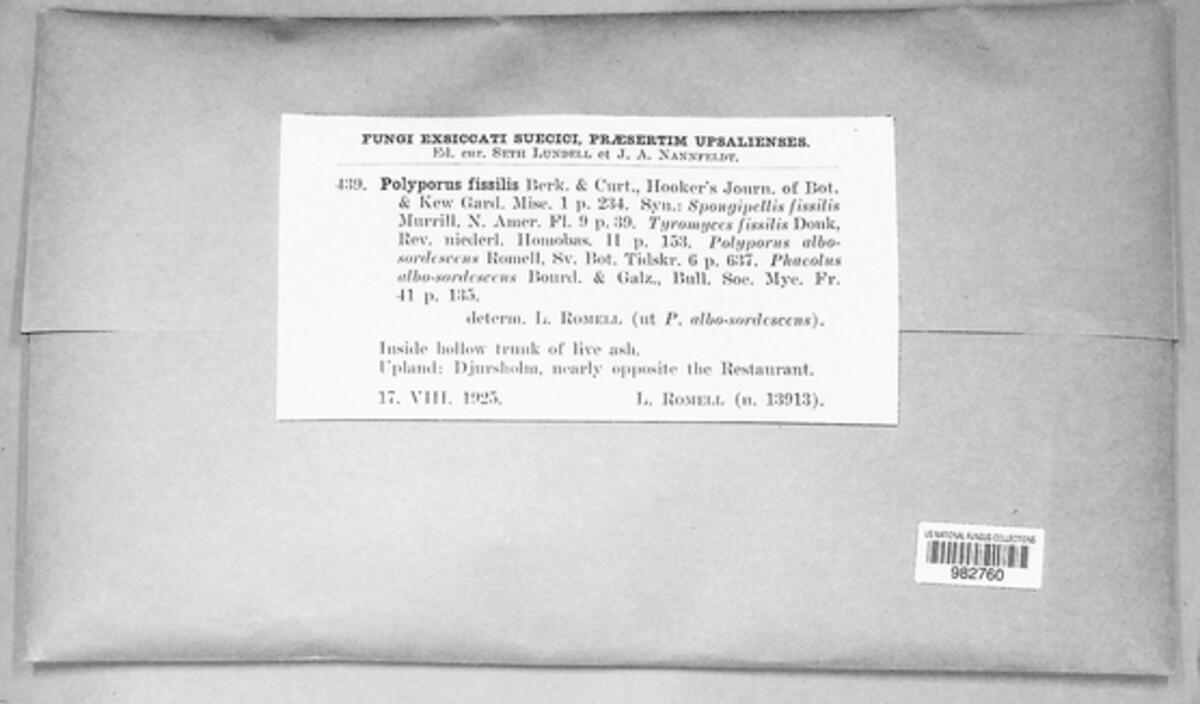 FUNGI EXSICCATI SUECICI, PRÆSERTIM UPSALIENSES.
Ed. cur. Seth Lundell et J. A. Nannfeldt.
439. Polyporus fissilis Berk. & Curt., Hooker's Journ. of Bot.
& Kew Gard. Misc. 1 p. 234. Syn.: Spongipellis fissilis
Murrill, N. Amer. Fl. 9 p. 39. Tyromyces fissilis Donk,
Rev. niederl. Homobas. II p. 153. Polyporus albo-
sordescens Romell, Sv. Bot. Tidskr. 6 p. 637. Phaeolus
albo-sordescens Bourd. & Galz., Bull. Soc. Myc. Fr.
41 p. 135.
determ. L. Romell (ut P. albo-sordescens).
Inside hollow trunk of live ash.
Upland: Djursholm, nearly opposite the Restaurant.
17. VIII. 1925. L. Romell (n. 13913).
US NATIONAL FUNGUS COLLECTIONS
982760